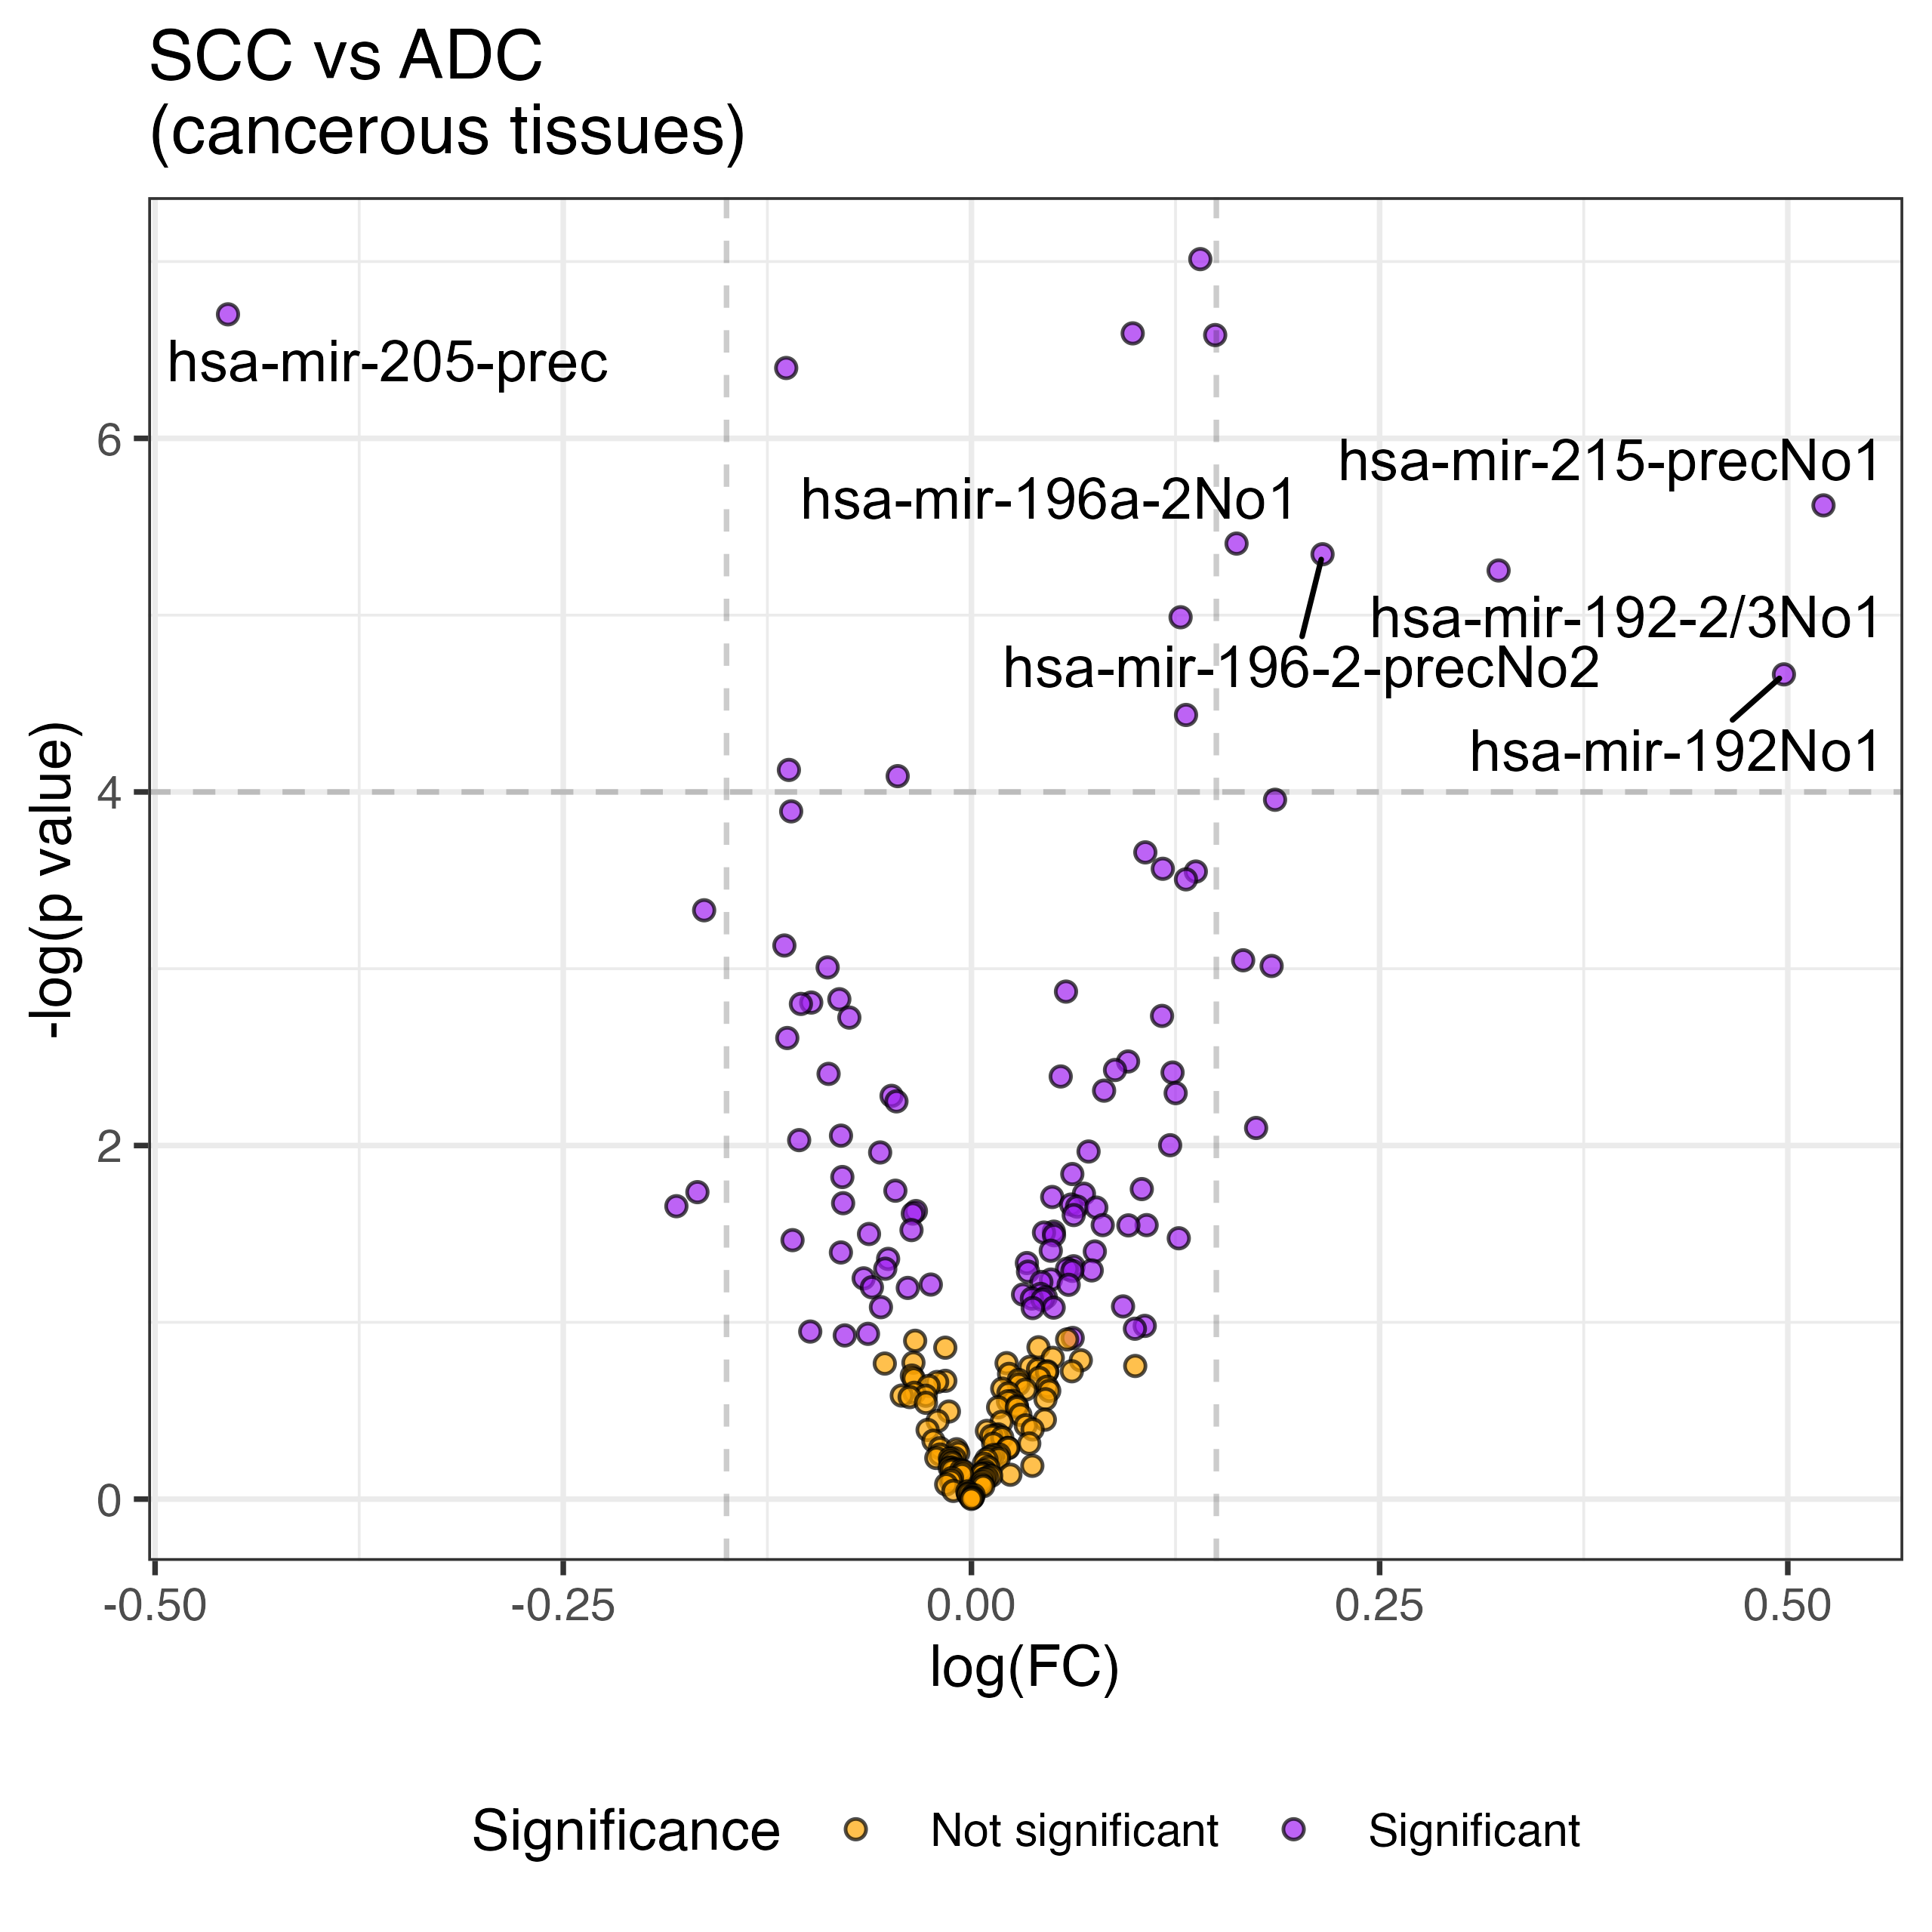 SCC vs ADC
(cancerous tissues)
hsa-mir-205-prec
6
hsa-mir-215-precNo1
hsa-mir-196a-2No1
hsa-mir-192-2/3No1
hsa-mir-196-2-precNo2
hsa-mir-192No1
4
-log(p value)
2
0
-0.50 -0.25 0.00 0.25 0.50
log(FC)
Significance Not significant Significant